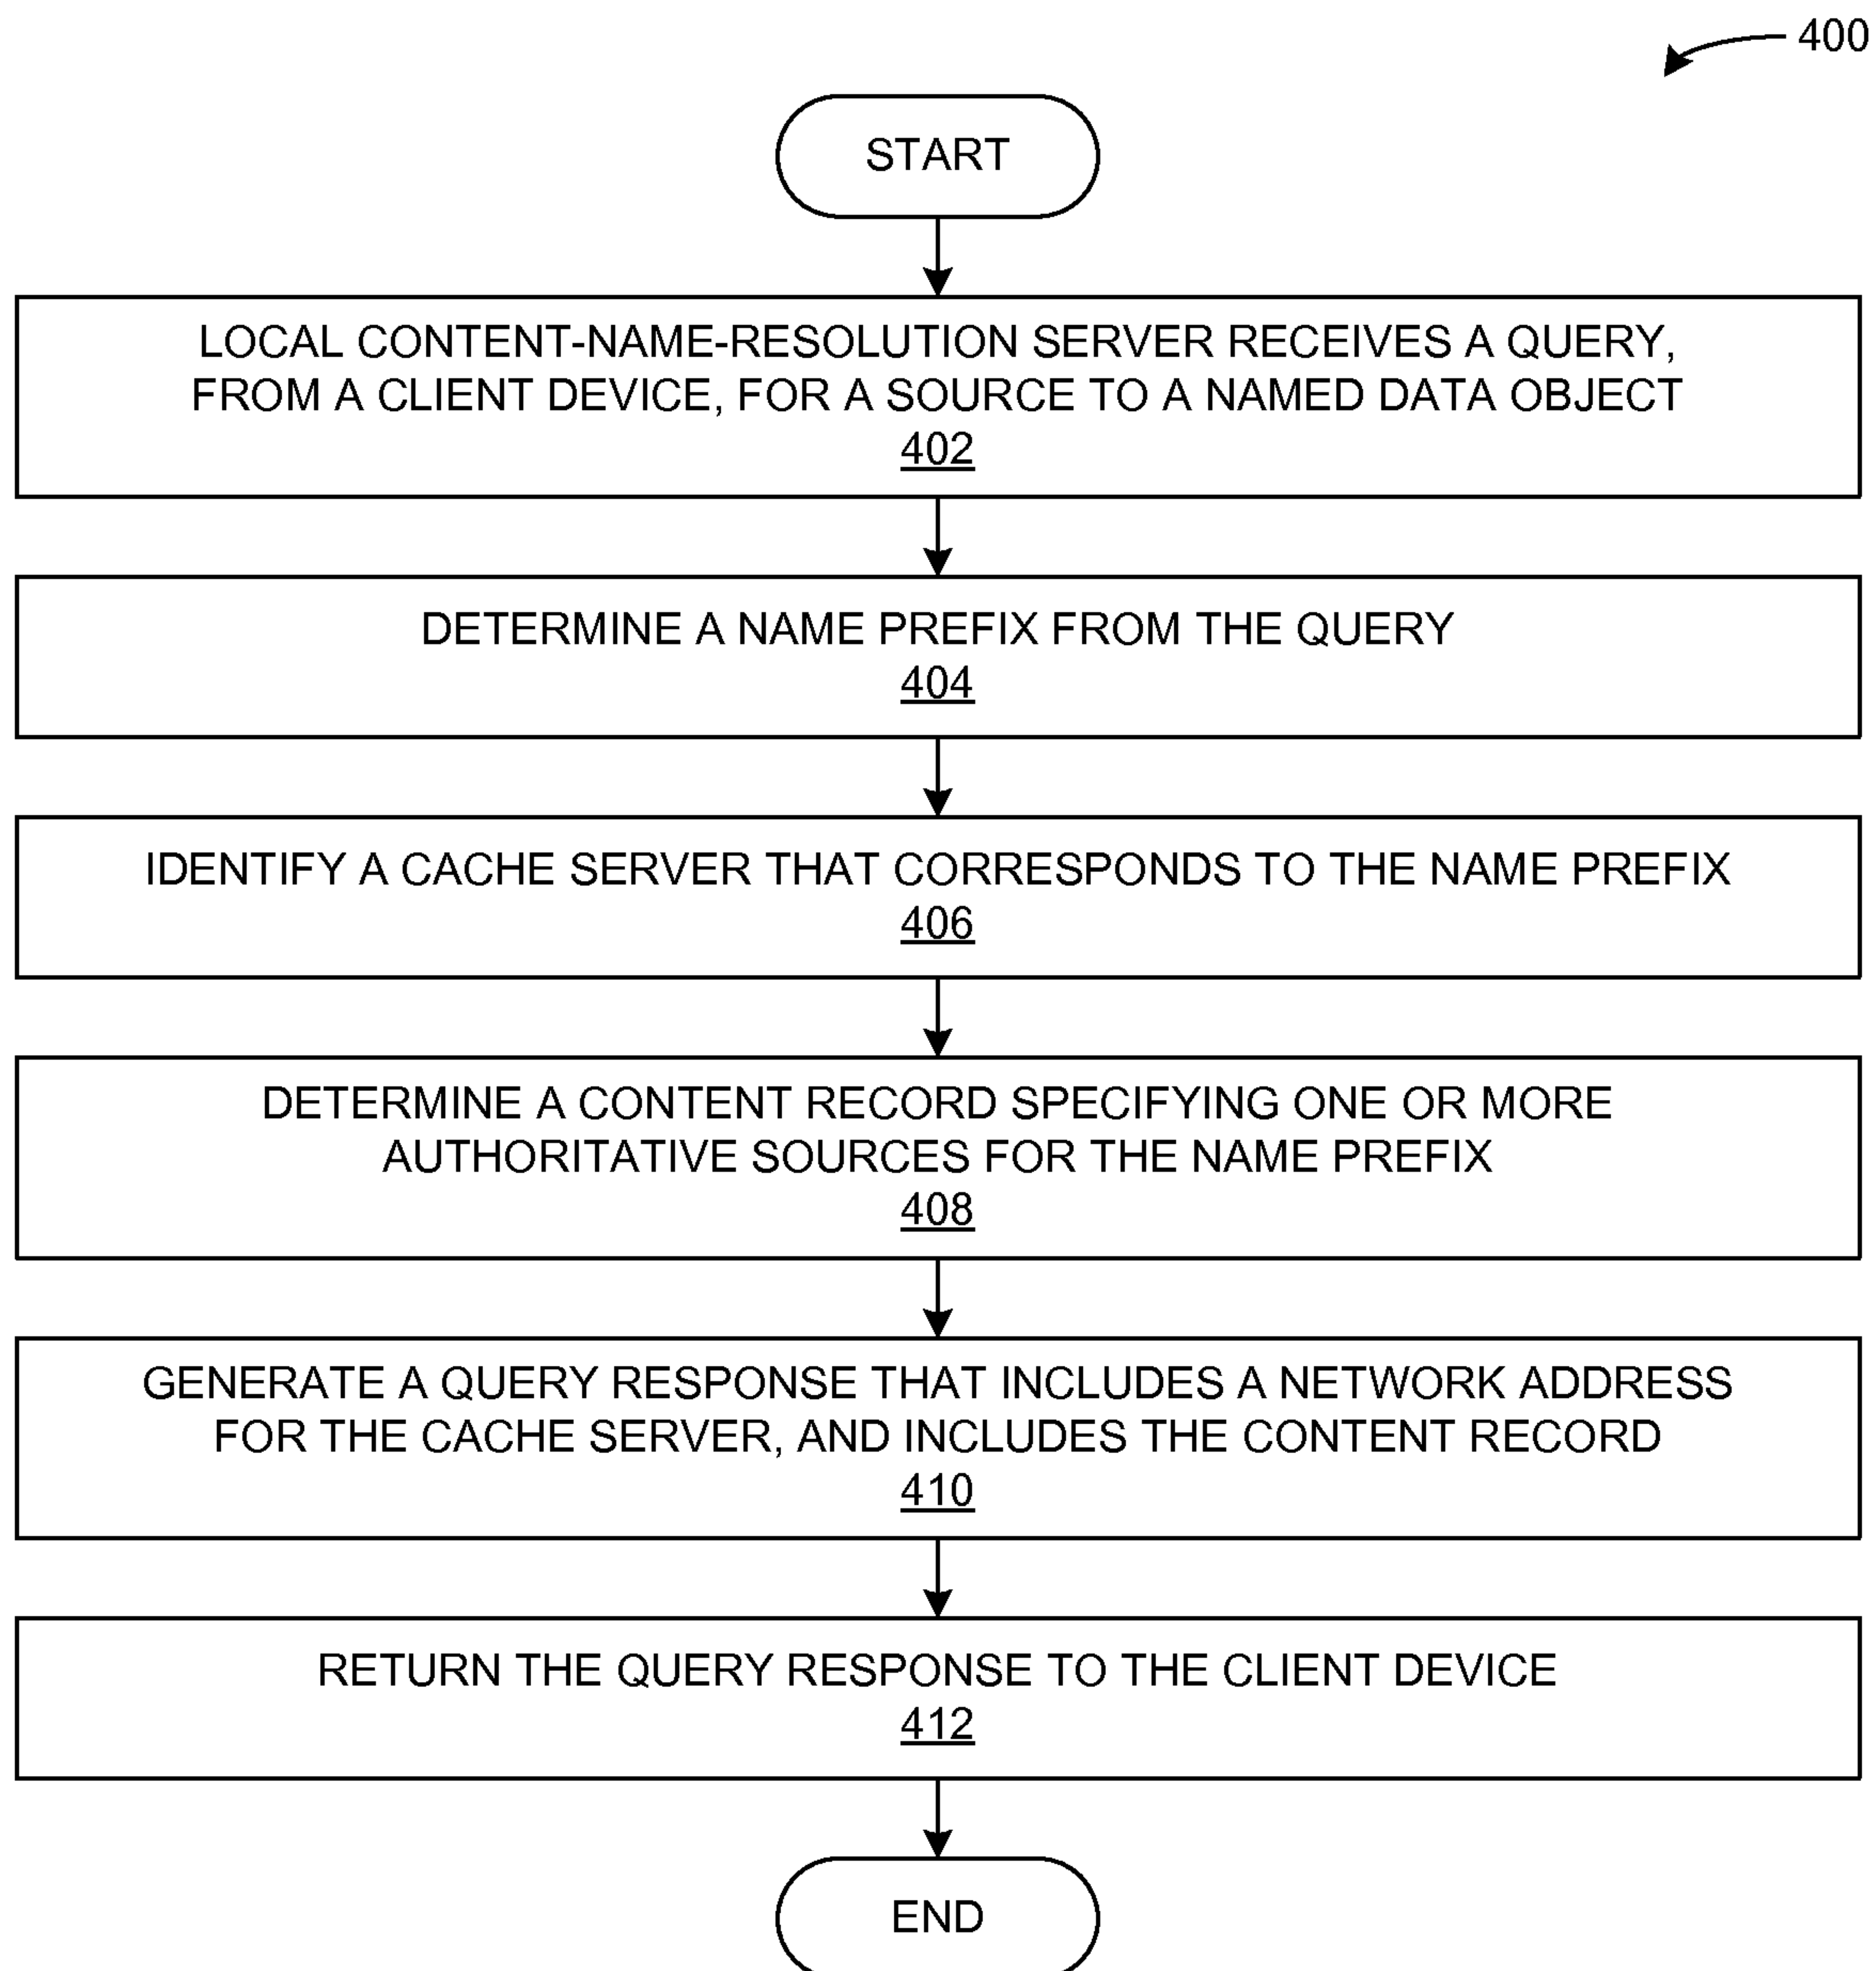 400
START
LOCAL CONTENT-NAME-RESOLUTION SERVER RECEIVES A QUERY,
FROM A CLIENT DEVICE, FOR A SOURCE TO A NAMED DATA OBJECT
402
DETERMINE A NAME PREFIX FROM THE QUERY
404
IDENTIFY A CACHE SERVER THAT CORRESPONDS TO THE NAME PREFIX
406
DETERMINE A CONTENT RECORD SPECIFYING ONE OR MORE
AUTHORITATIVE SOURCES FOR THE NAME PREFIX
408
GENERATE A QUERY RESPONSE THAT INCLUDES A NETWORK ADDRESS
FOR THE CACHE SERVER, AND INCLUDES THE CONTENT RECORD
410
RETURN THE QUERY RESPONSE TO THE CLIENT DEVICE
412
END